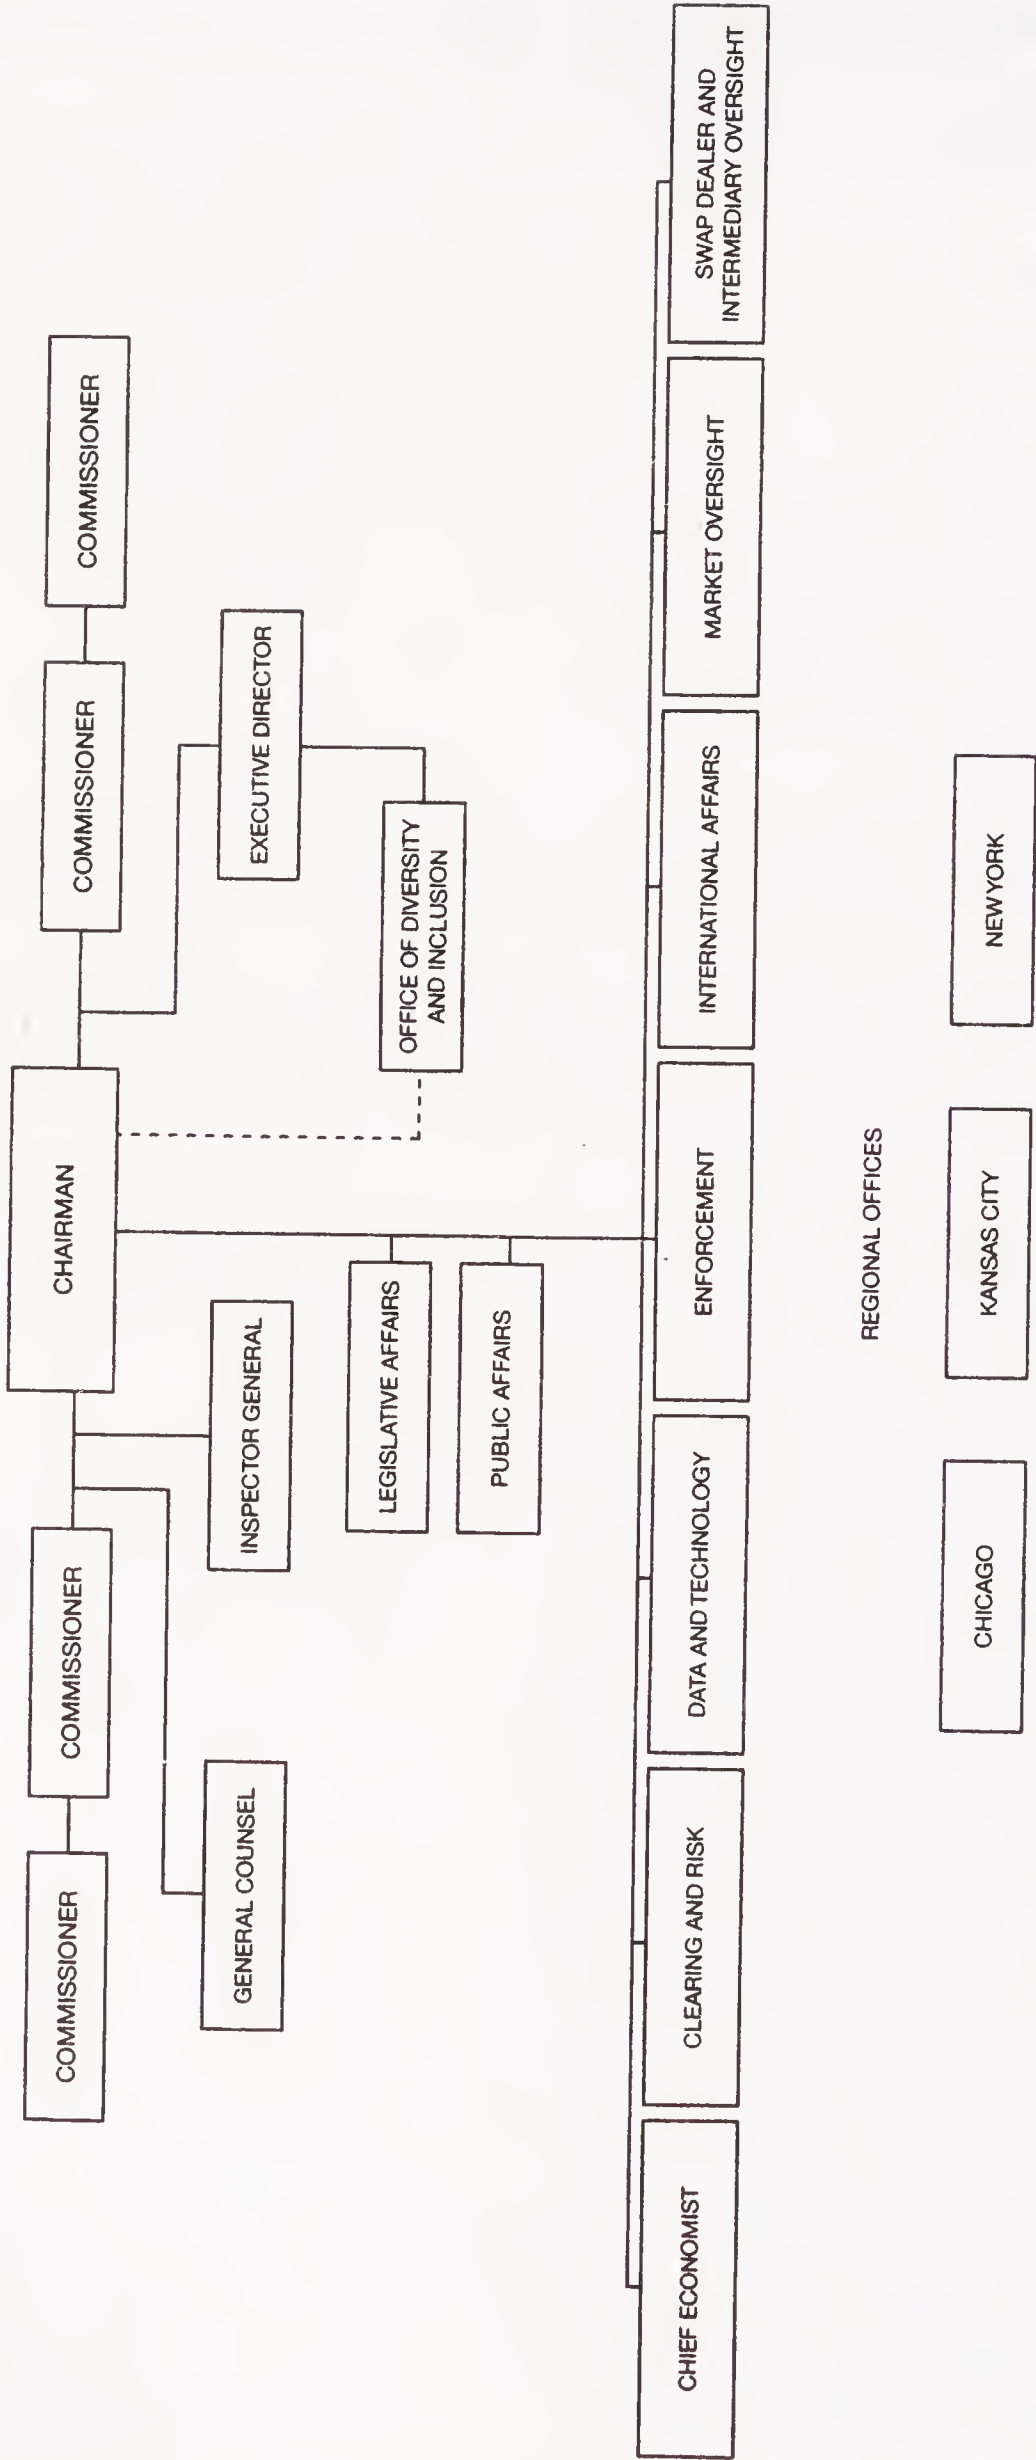 COMMISSIONER
COMMISSIONER
CHAIRMAN
COMMISSIONER
COMMISSIONER
GENERAL COUNSEL
INSPECTOR GENERAL
EXECUTIVE DIRECTOR
LEGISLATIVE AFFAIRS
OFFICE OF DIVERSITY
AND INCLUSION
PUBLIC AFFAIRS
CHIEF ECONOMIST
CLEARING AND RISK
DATA AND TECHNOLOGY
ENFORCEMENT
INTERNATIONAL AFFAIRS
MARKET OVERSIGHT
SWAP DEALER AND
INTERMEDIARY OVERSIGHT
REGIONAL OFFICES
CHICAGO
KANSAS CITY
NEW YORK